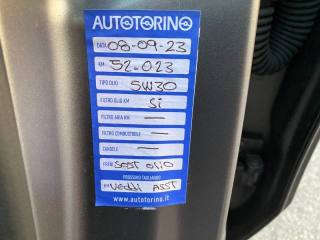 AUTOTORINO
DATA 08-09-23
KM 52.023
TIPO OLIO 5W30
FILTRO OLIO KM Si
FILTRO ARIA KM —
FILTRO COMBUSTIBILE —
CANDELE —
FRENI SOST OLIO
PROSSIMO TAGLIANDO
KM Vedi ASST
www.autotorino.it